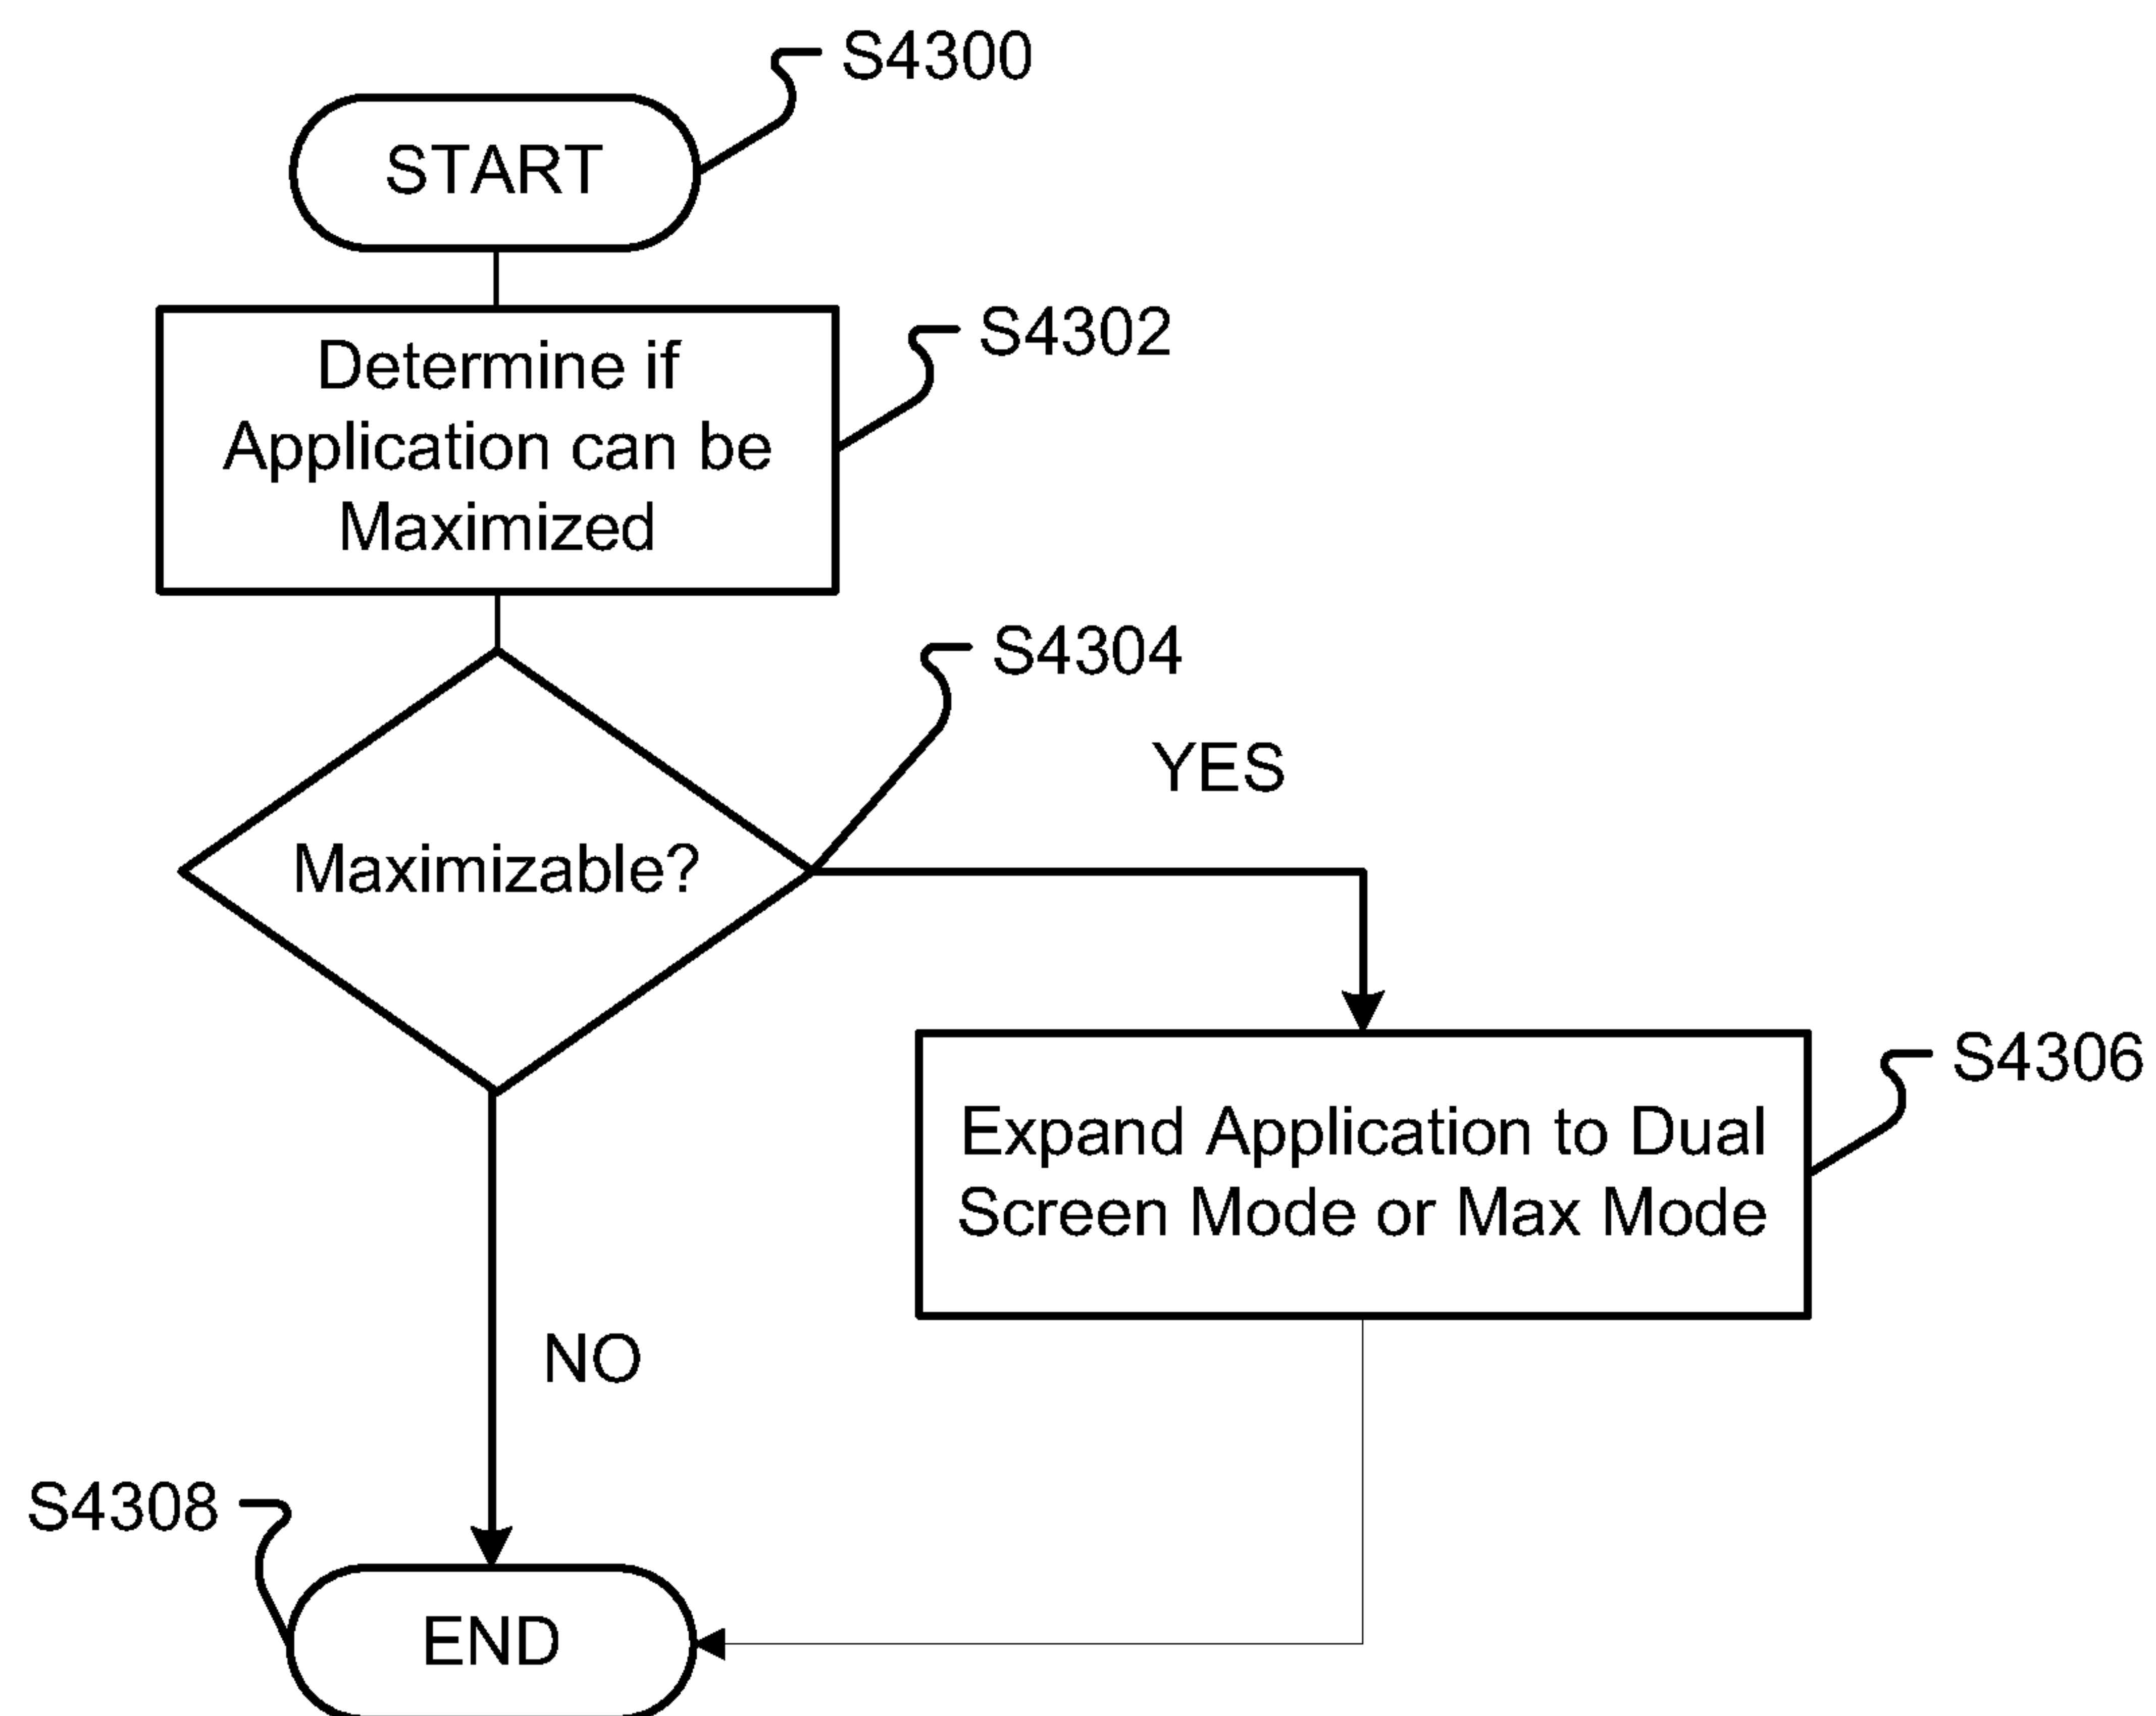 S4300
START
S4302
Determine if
Application can be
Maximized
S4304
YES
Maximizable?
S4306
Expand Application to Dual
Screen Mode or Max Mode
NO
S4308
END